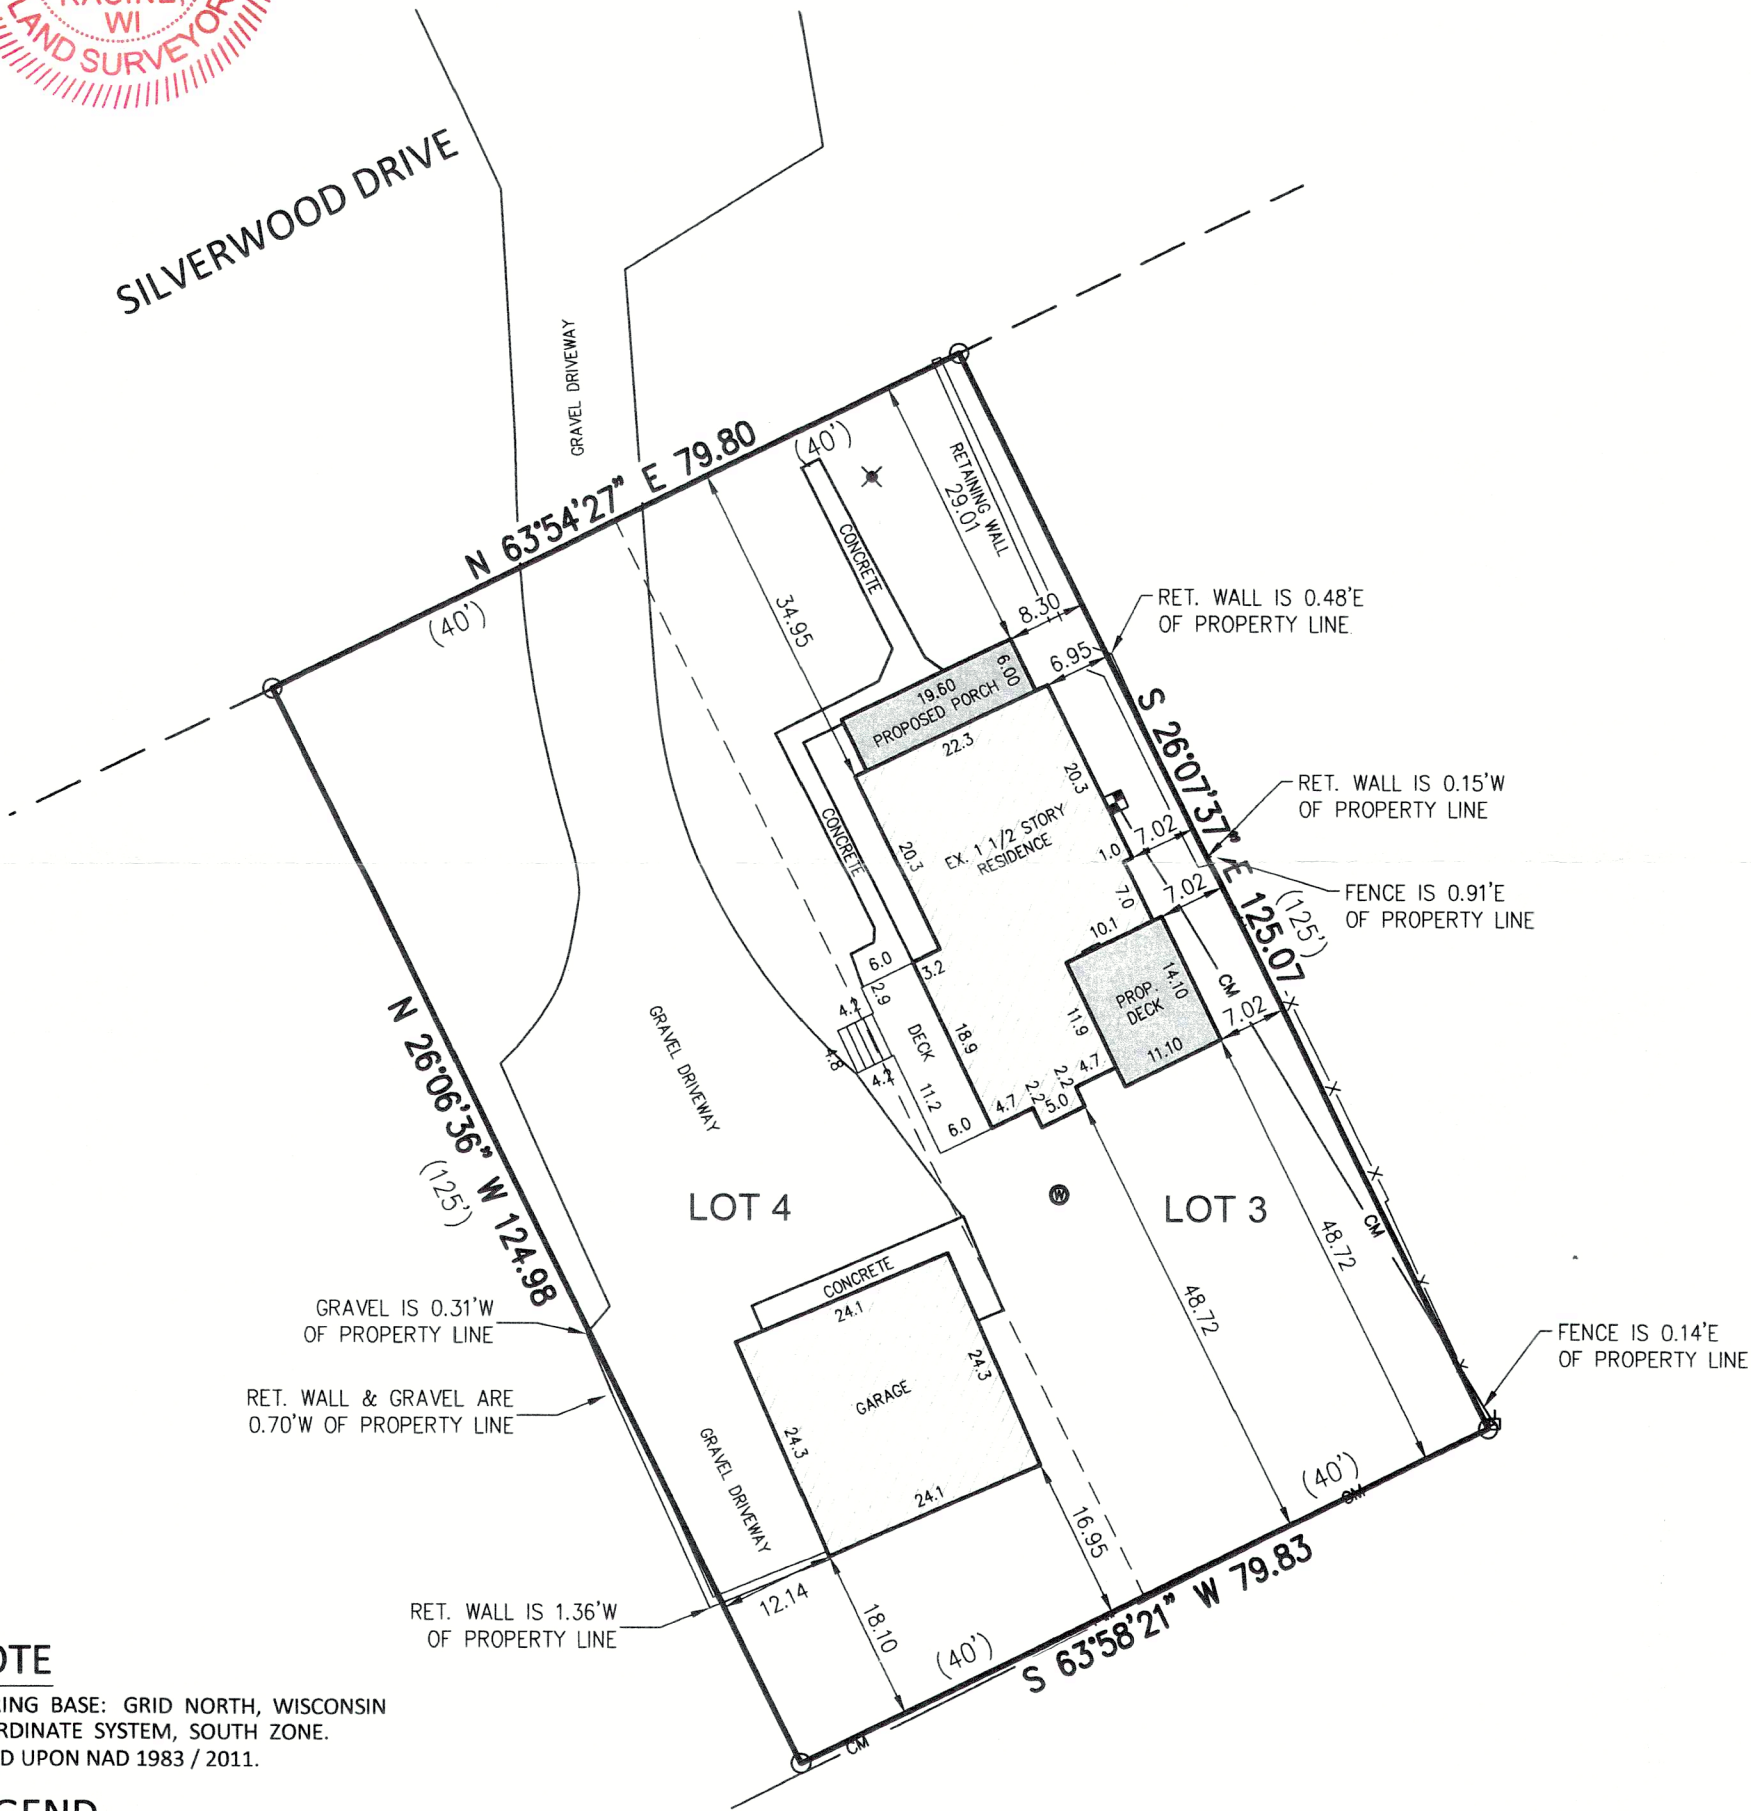 RACINE,
WI
LAND SURVEYOR
SILVERWOOD DRIVE
GRAVEL DRIVEWAY
N 63°54'27" E 79.80
(40')
(40')
CONCRETE
RETAINING WALL
29.01
34.95
8.30
6.95
RET. WALL IS 0.48'E
OF PROPERTY LINE
19.60
6.00
PROPOSED PORCH
22.3
20.3
S 26°07'37" E 125.07
(125')
RET. WALL IS 0.15'W
OF PROPERTY LINE
EX. 1 1/2 STORY
RESIDENCE
20.3
CONCRETE
1.0
7.02
7.0
7.02
FENCE IS 0.91'E
OF PROPERTY LINE
10.1
6.0
3.2
2.9
PROP.
DECK
14.10
CM
7.02
11.9
11.10
4.2
4.8
4.2
DECK
18.9
11.2
6.0
4.7
2.2
5.0
2.2
4.7
GRAVEL DRIVEWAY
N 26°06'36" W 124.98
(125')
LOT 4
W
LOT 3
CM
48.72
48.72
GRAVEL IS 0.31'W
OF PROPERTY LINE
CONCRETE
24.1
RET. WALL & GRAVEL ARE
0.70'W OF PROPERTY LINE
GARAGE
24.3
24.3
24.1
FENCE IS 0.14'E
OF PROPERTY LINE
GRAVEL DRIVEWAY
(40')
CM
16.95
12.14
18.10
RET. WALL IS 1.36'W
OF PROPERTY LINE
(40')
S 63°58'21" W 79.83
CM
OTE
ING BASE: GRID NORTH, WISCONSIN
RDINATE SYSTEM, SOUTH ZONE.
D UPON NAD 1983 / 2011.
GEND